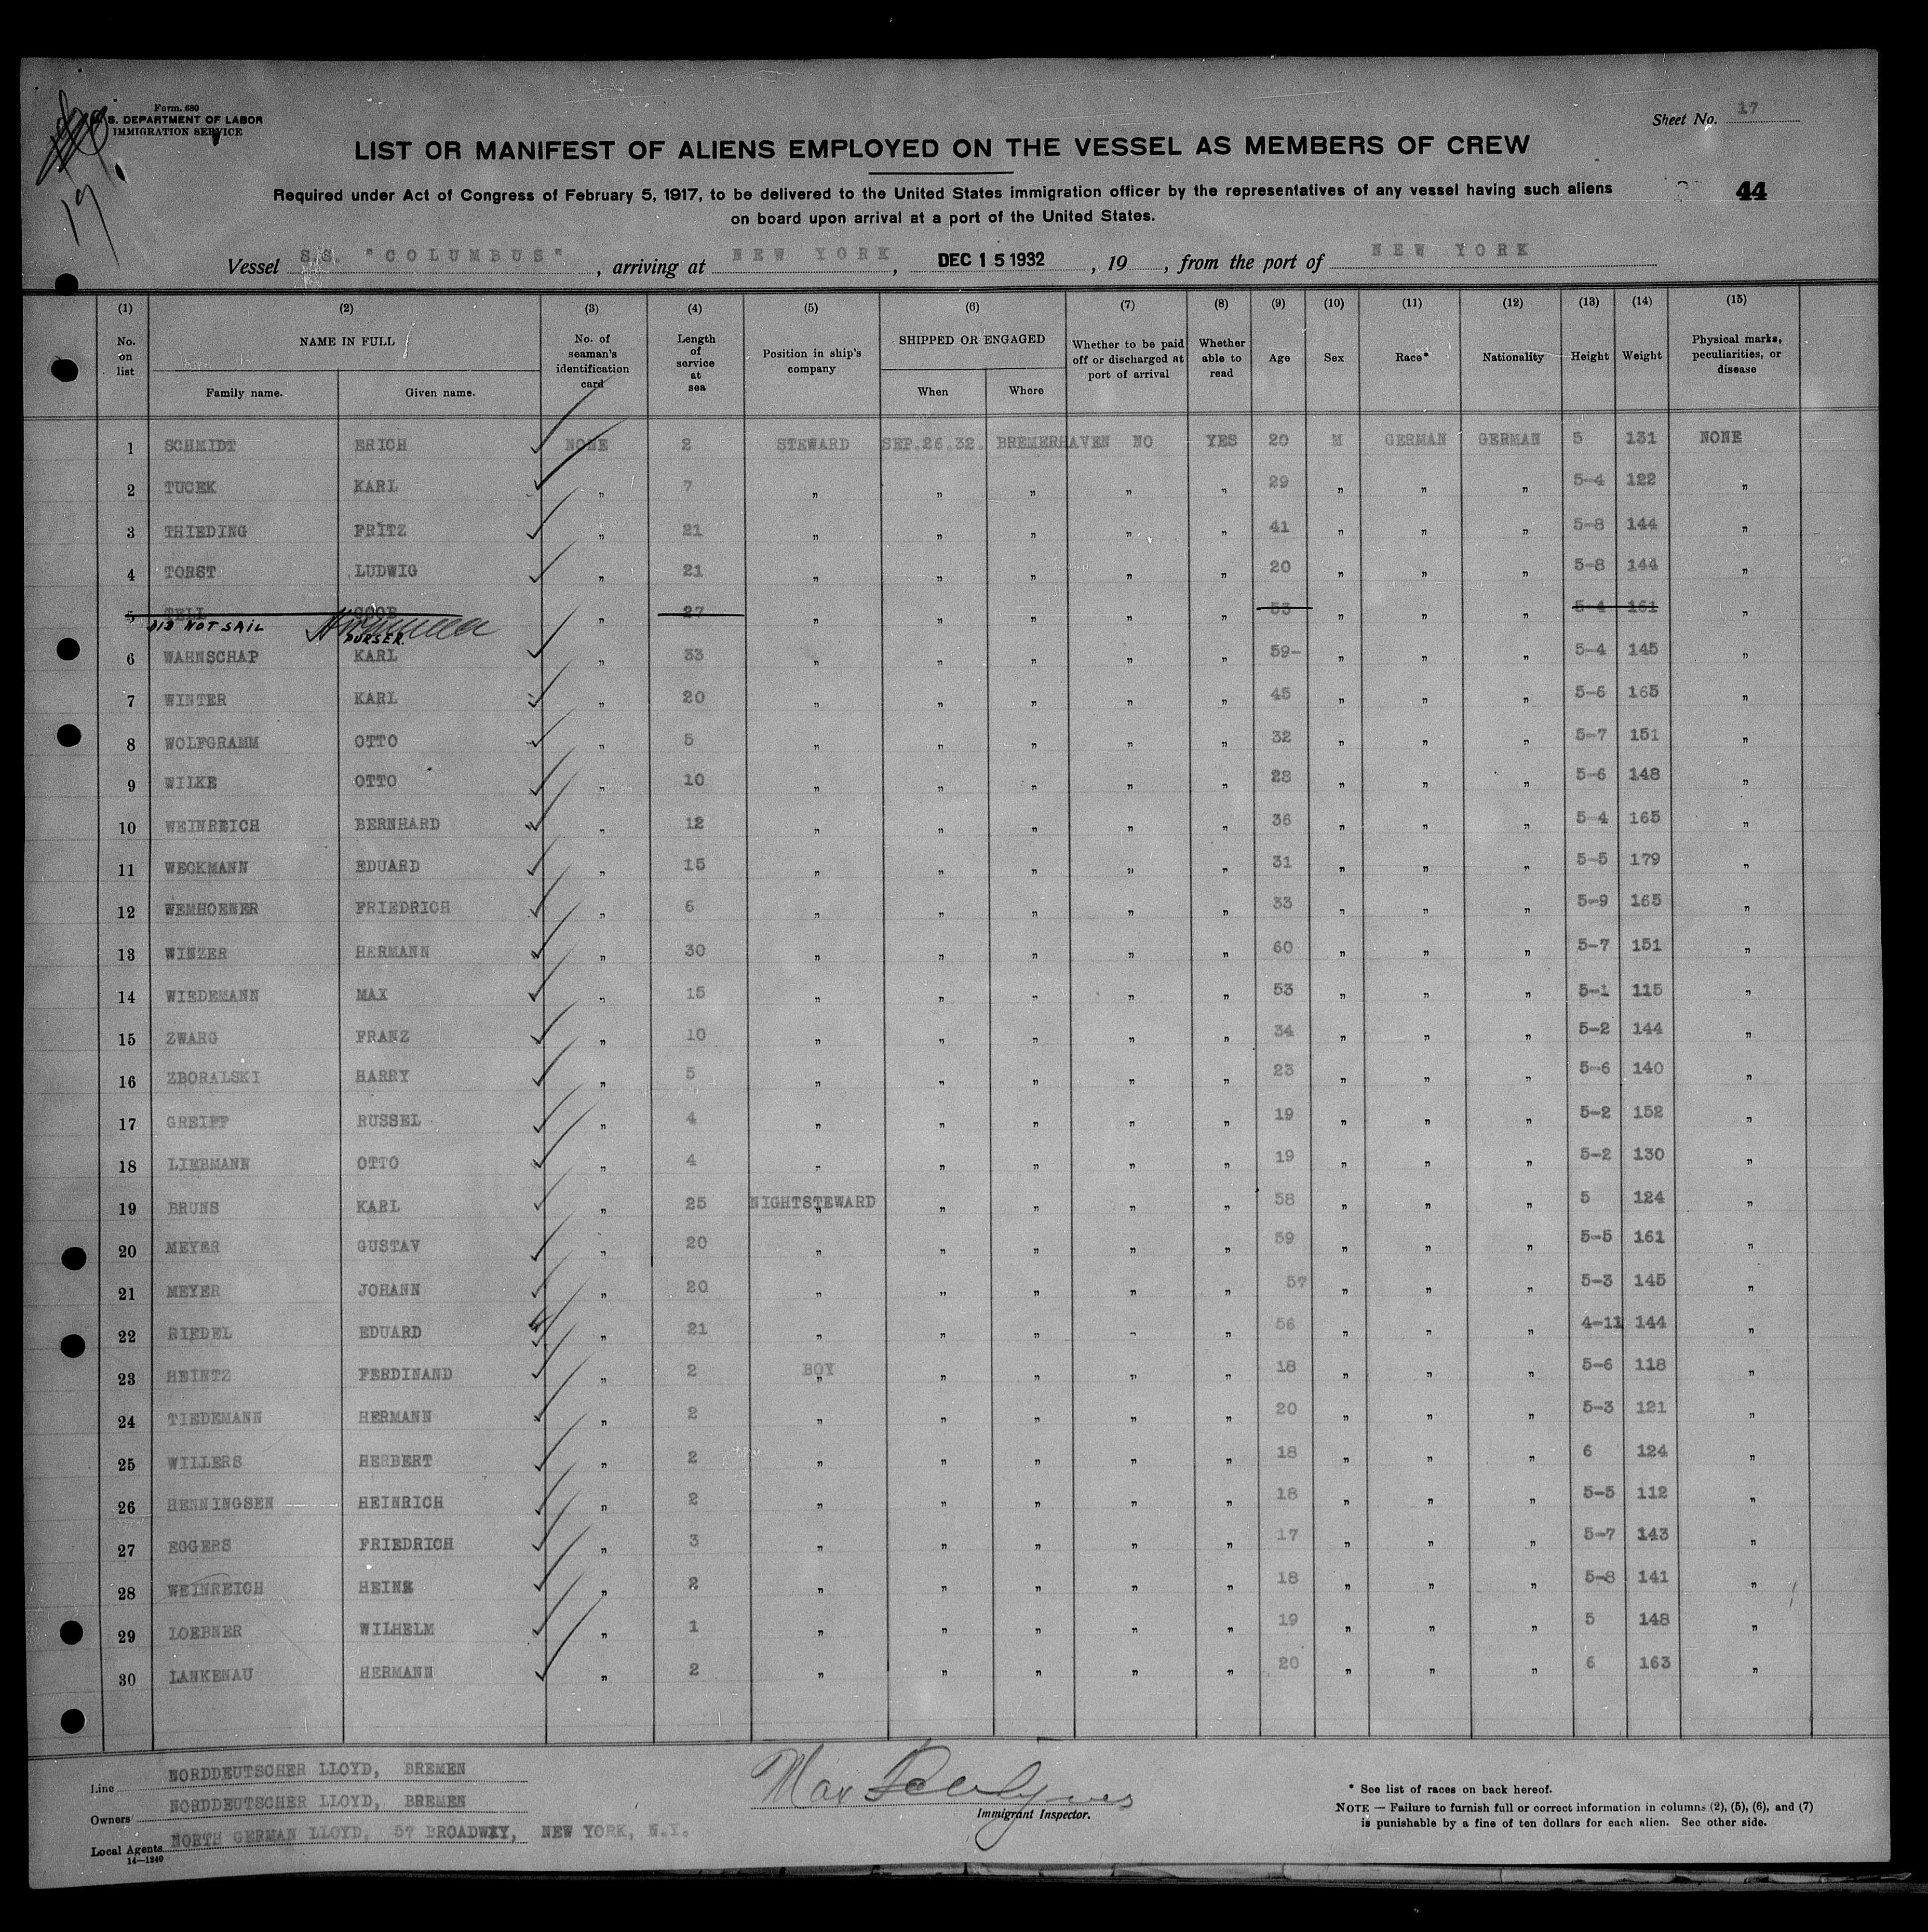 Form. 680
S. DEPARTMENT OF LABOR
IMMIGRATION SERVICE
19
Sheet No. 17
LIST OR MANIFEST OF ALIENS EMPLOYED ON THE VESSEL AS MEMBERS OF CREW
Required under Act of Congress of February 5, 1917, to be delivered to the United States immigration officer by the representatives of any vessel having such aliens
on board upon arrival at a port of the United States.
44
Vessel S.S. "COLUMBUS", arriving at NEW YORK, DEC 15 1932, 19 , from the port of NEW YORK
(1) (2) (3) (4) (5) (6) (7) (8) (9) (10) (11) (12) (13) (14) (15)
No. on list NAME IN FULL Family name. Given name. No. of seaman's identification card Length of service at sea Position in ship's company SHIPPED OR ENGAGED When Where Whether to be paid off or discharged at port of arrival Whether able to read Age Sex Race* Nationality Height Weight Physical marks, peculiarities, or disease
1 SCHMIDT ERICH NONE 2 STEWARD SEP.26.32. BREMERHAVEN NO YES 20 M GERMAN GERMAN 5 131 NONE
2 TUCEK KARL " 7 " " " " " 29 " " " 5-4 122 "
3 THIEDING FRITZ " 21 " " " " " 41 " " " 5-8 144 "
4 TORST LUDWIG " 21 " " " " " 20 " " " 5-8 144 "
5 TELL " 27 " " " " " 53 " " " 5-4 161 "
DID NOT SAIL PURSER.
6 WAHNSCHAP KARL " 33 " " " " " 59- " " " 5-4 145 "
7 WINTER KARL " 20 " " " " " 45 " " " 5-6 165 "
8 WOLFGRAMM OTTO " 5 " " " " " 32 " " " 5-7 151 "
9 WILKE OTTO " 10 " " " " " 28 " " " 5-6 148 "
10 WEINREICH BERNHARD " 12 " " " " " 36 " " " 5-4 165 "
11 WECKMANN EDUARD " 15 " " " " " 31 " " " 5-5 179 "
12 WEMHOENER FRIEDRICH " 6 " " " " " 33 " " " 5-9 165 "
13 WINZER HERMANN " 30 " " " " " 60 " " " 5-7 151 "
14 WIEDEMANN MAX " 15 " " " " " 53 " " " 5-1 115 "
15 ZWARG FRANZ " 10 " " " " " 34 " " " 5-2 144 "
16 ZBORALSKI HARRY " 5 " " " " " 23 " " " 5-6 140 "
17 GREIFF RUSSEL " 4 " " " " " 19 " " " 5-2 152 "
18 LIEBMANN OTTO " 4 " " " " " 19 " " " 5-2 130 "
19 BRUNS KARL " 25 NIGHTSTEWARD " " " " 58 " " " 5 124 "
20 MEYER GUSTAV " 20 " " " " " 59 " " " 5-5 161 "
21 MEYER JOHANN " 20 " " " " " 57 " " " 5-3 145 "
22 RIEDEL EDUARD " 21 " " " " " 56 " " " 4-11 144 "
23 HEINTZ FERDINAND " 2 BOY " " " " 18 " " " 5-6 118 "
24 TIEDEMANN HERMANN " 2 " " " " " 20 " " " 5-3 121 "
25 WILLERS HERBERT " 2 " " " " " 18 " " " 6 124 "
26 HENNINGSEN HEINRICH " 2 " " " " " 18 " " " 5-5 112 "
27 EGGERS FRIEDRICH " 3 " " " " " 17 " " " 5-7 143 "
28 WEINREICH HEINZ " 2 " " " " " 18 " " " 5-8 141 "
29 LOEBNER WILHELM " 1 " " " " " 19 " " " 5 148 "
30 LANKENAU HERMANN " 2 " " " " " 20 " " " 6 163 "
Line NORDDEUTSCHER LLOYD, BREMEN
Owners NORDDEUTSCHER LLOYD, BREMEN
Local Agents NORTH GERMAN LLOYD, 57 BROADWAY, NEW YORK, N.Y.
14—1240
Max
Immigrant Inspector.
* See list of races on back hereof.
NOTE — Failure to furnish full or correct information in columns (2), (5), (6), and (7)
is punishable by a fine of ten dollars for each alien. See other side.